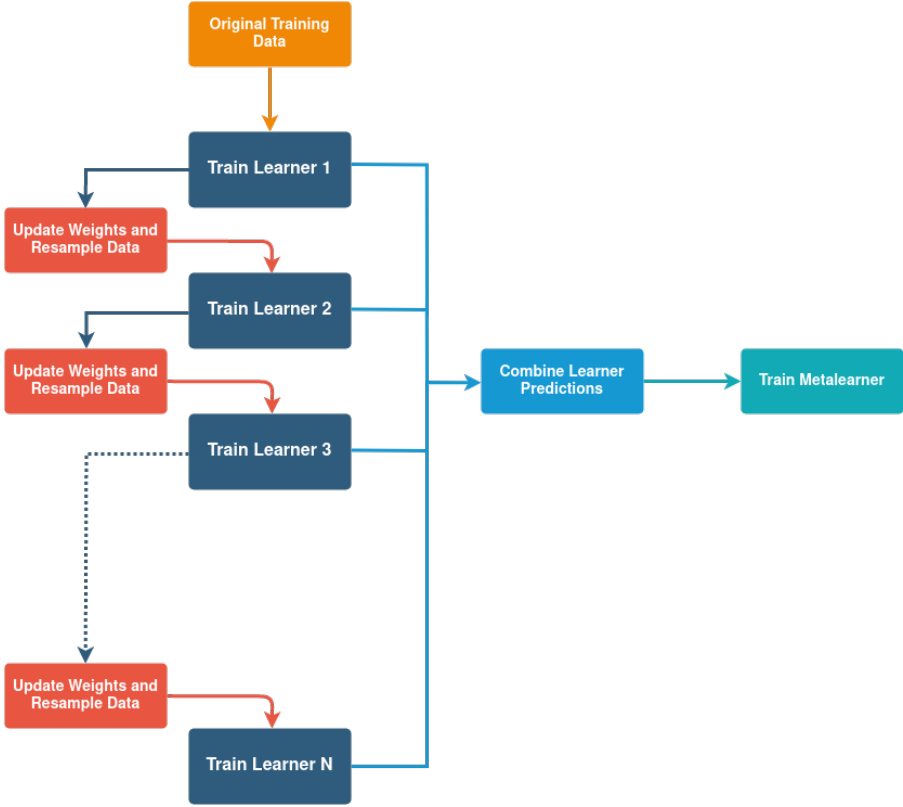 Original Training
Data
Train Learner 1
Update Weights and
Resample Data
Train Learner 2
Update Weights and
Resample Data
Train Learner 3
Combine Learner
Predictions
Train Metalearner
Update Weights and
Resample Data
Train Learner N